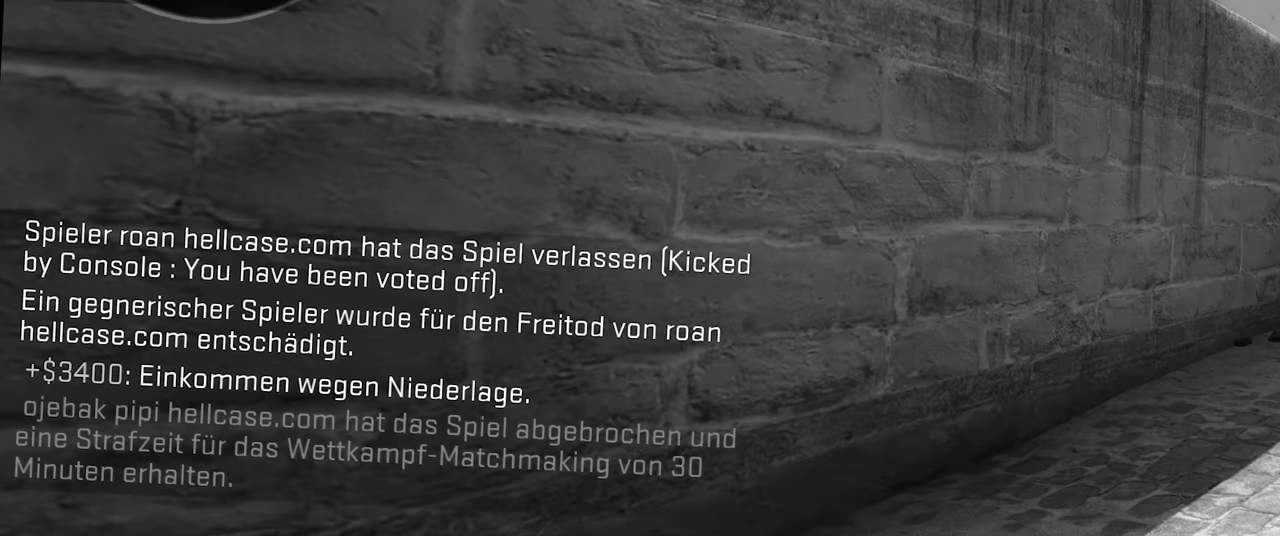 Spieler roan hellcase.com hat das Spiel verlassen (Kicked
by Console : You have been voted off).
Ein gegnerischer Spieler wurde für den Freitod von roan
hellcase.com entschädigt.
+$3400: Einkommen wegen Niederlage.
ojebak pipi hellcase.com hat das Spiel abgebrochen und
eine Strafzeit für das Wettkampf-Matchmaking von 30
Minuten erhalten.